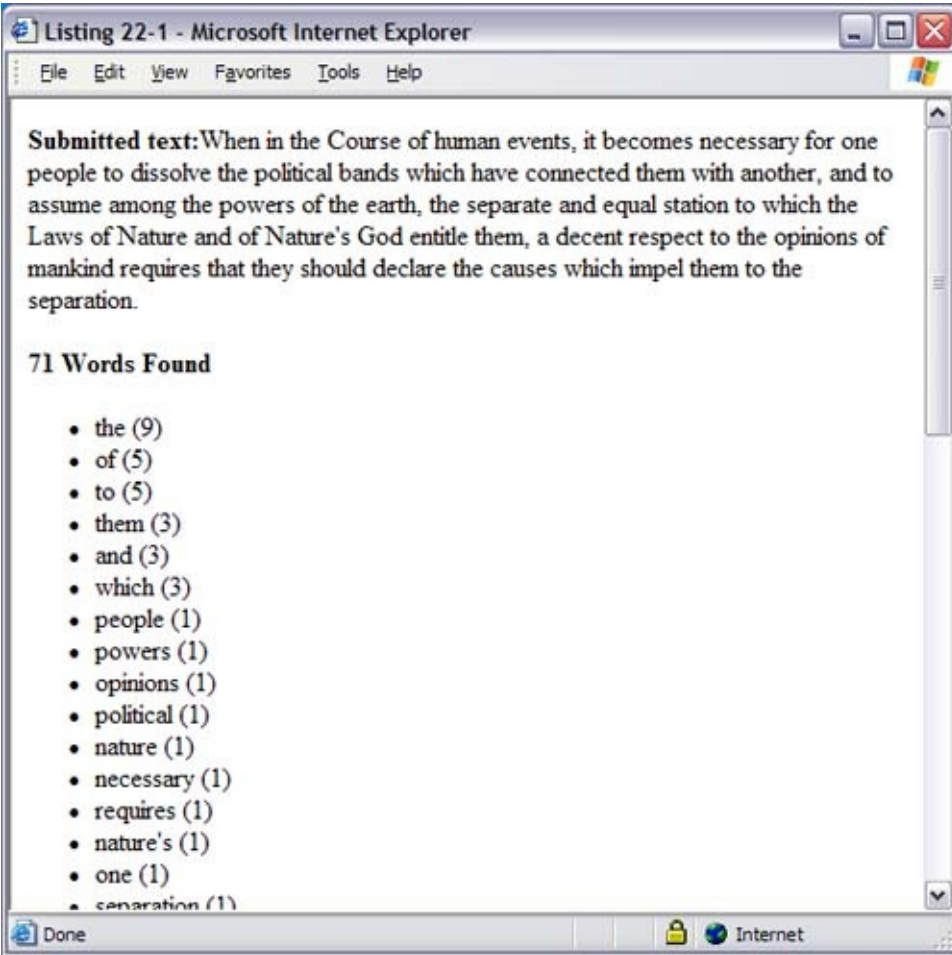 Listing 22-1 - Microsoft Internet Explorer
File Edit View Favorites Tools Help
Submitted text:When in the Course of human events, it becomes necessary for one
people to dissolve the political bands which have connected them with another, and to
assume among the powers of the earth, the separate and equal station to which the
Laws of Nature and of Nature's God entitle them, a decent respect to the opinions of
mankind requires that they should declare the causes which impel them to the
separation.
71 Words Found
• the (9)
• of (5)
• to (5)
• them (3)
• and (3)
• which (3)
• people (1)
• powers (1)
• opinions (1)
• political (1)
• nature (1)
• necessary (1)
• requires (1)
• nature's (1)
• one (1)
• separation (1)
Done Internet